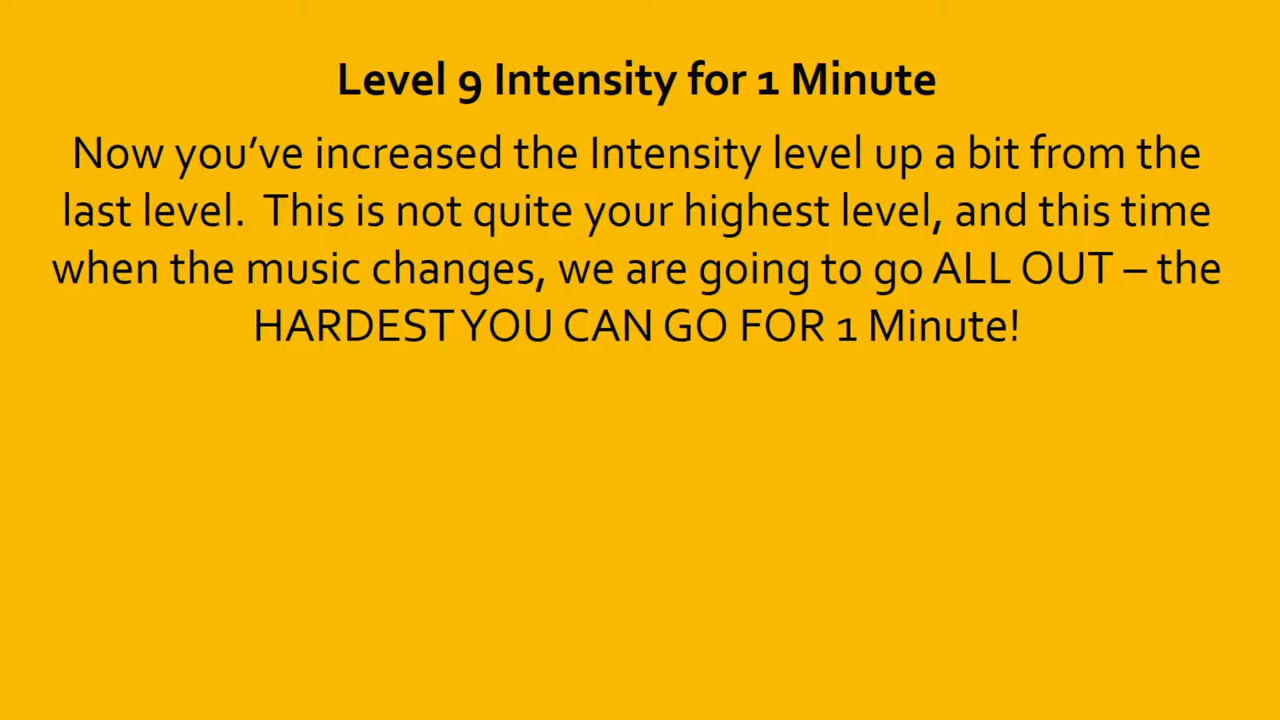 Level 9 Intensity for 1 Minute
Now you’ve increased the Intensity level up a bit from the
last level.  This is not quite your highest level, and this time
when the music changes, we are going to go ALL OUT – the
HARDEST YOU CAN GO FOR 1 Minute!